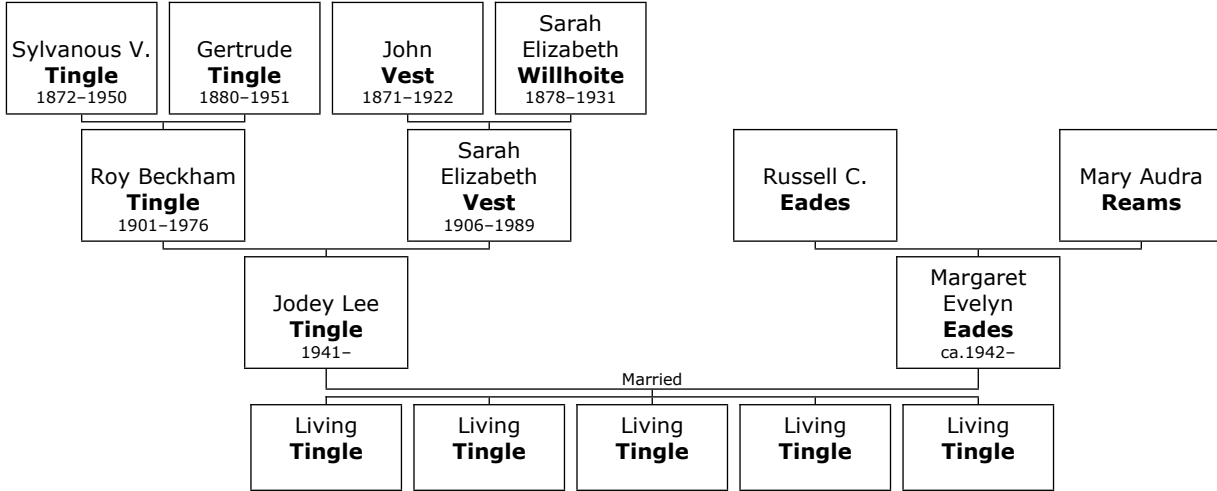 Sylvanous V.
Tingle
1872–1950
Gertrude
Tingle
1880–1951
John
Vest
1871–1922
Sarah
Elizabeth
Willhoite
1878–1931
Roy Beckham
Tingle
1901–1976
Sarah
Elizabeth
Vest
1906–1989
Russell C.
Eades
Mary Audra
Reams
Jodey Lee
Tingle
1941–
Margaret
Evelyn
Eades
ca.1942–
Married
Living
Tingle
Living
Tingle
Living
Tingle
Living
Tingle
Living
Tingle